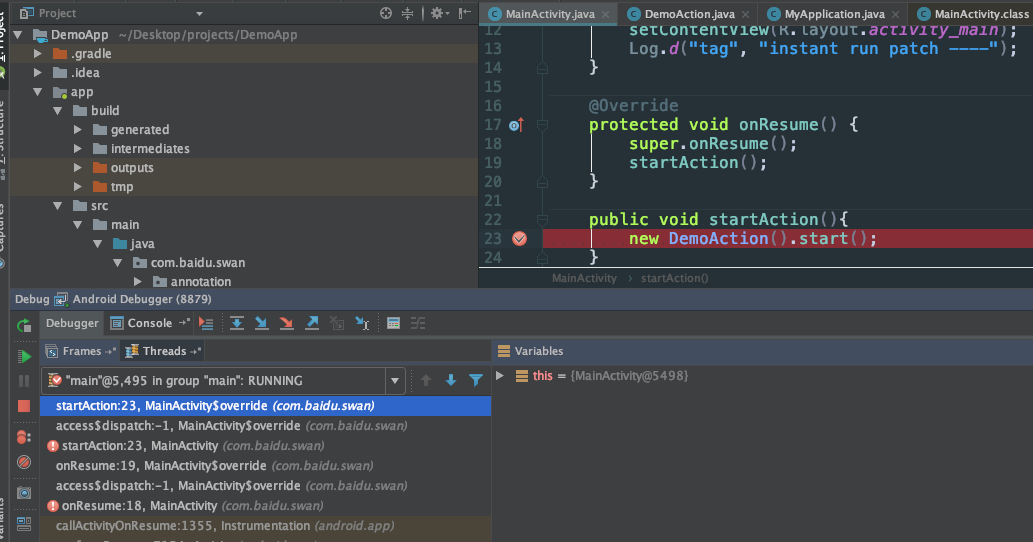 Project
MainActivity.java
DemoAction.java
MyApplication.java
MainActivity.class
DemoApp ~/Desktop/projects/DemoApp
.gradle
.idea
app
build
generated
intermediates
outputs
tmp
src
main
java
com.baidu.swan
annotation
12 setContentView(R.layout.activity_main);
13 Log.d("tag", "instant run patch ----");
14 }
15
16 @Override
17 protected void onResume() {
18 super.onResume();
19 startAction();
20 }
21
22 public void startAction(){
23 new DemoAction().start();
24 }
MainActivity › startAction()
Debug Android Debugger (8879)
Debugger Console
Frames Threads
Variables
"main"@5,495 in group "main": RUNNING
this = {MainActivity@5498}
startAction:23, MainActivity$override (com.baidu.swan)
access$dispatch:-1, MainActivity$override (com.baidu.swan)
startAction:23, MainActivity (com.baidu.swan)
onResume:19, MainActivity$override (com.baidu.swan)
access$dispatch:-1, MainActivity$override (com.baidu.swan)
onResume:18, MainActivity (com.baidu.swan)
callActivityOnResume:1355, Instrumentation (android.app)